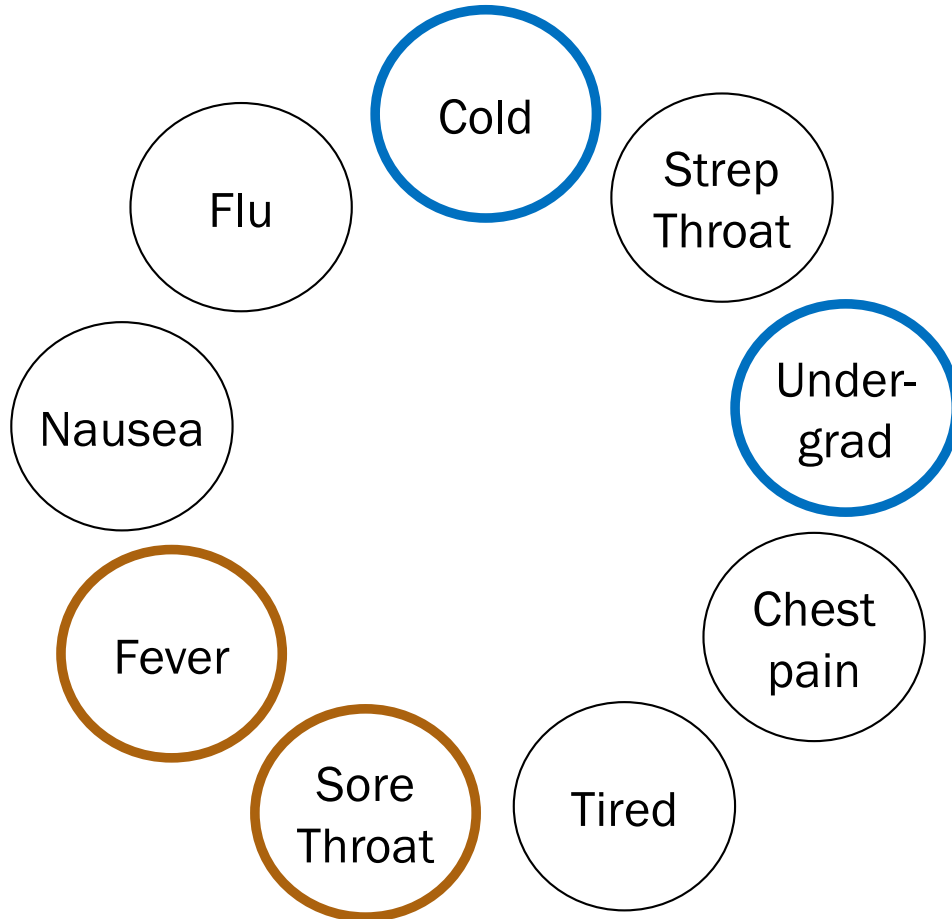 Cold
Strep
Throat
Flu
Under-
grad
Nausea
Chest
pain
Fever
Sore
Throat
Tired